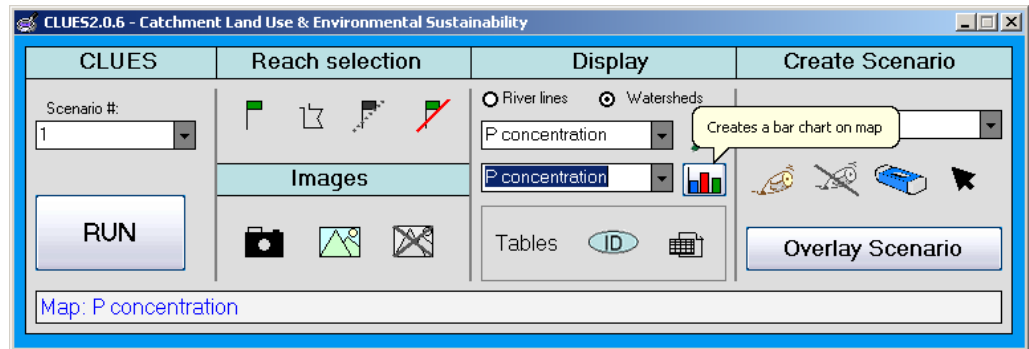 CLUES2.0.6 - Catchment Land Use & Environmental Sustainability
CLUES
Reach selection
Display
Create Scenario
Scenario #:
1
River lines
Watersheds
P concentration
Creates a bar chart on map
Images
P concentration
RUN
Tables
ID
Overlay Scenario
Map: P concentration